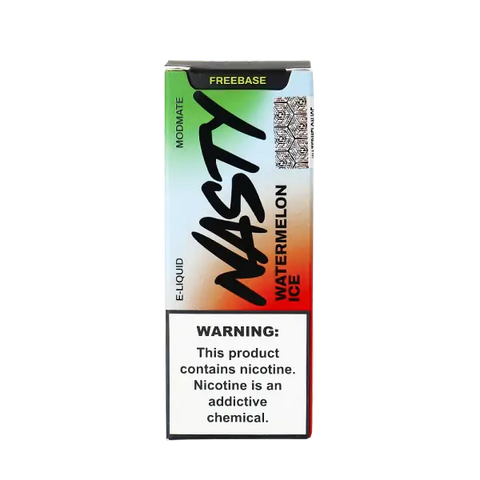 FREEBASE
MODMATE
E-LIQUID
NASTY
WATERMELON
ICE
WARNING:
This product
contains nicotine.
Nicotine is an
addictive
chemical.